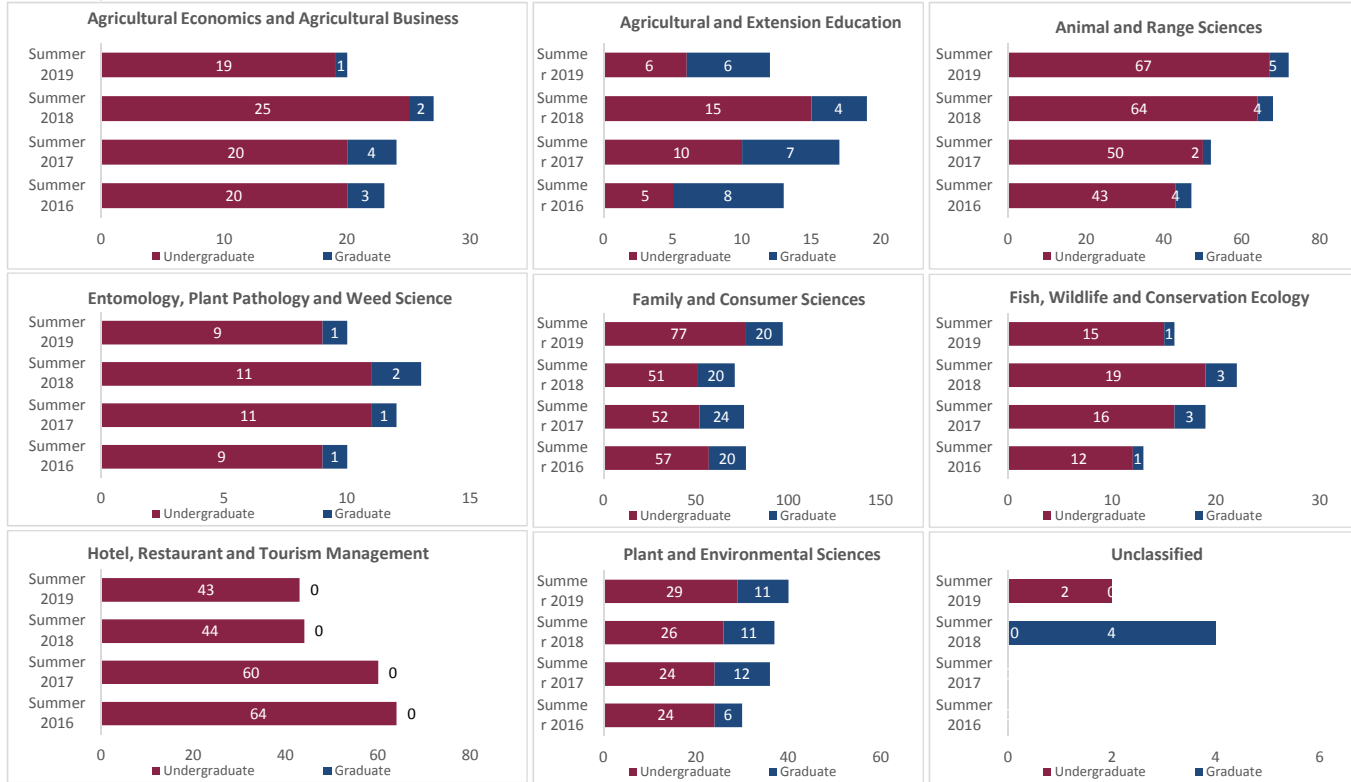 Agricultural Economics and Agricultural Business
Summer
2019
19
1
Summer
2018
25
2
Summer
2017
20
4
Summer
2016
20
3
0
10
20
30
Undergraduate
Graduate
Agricultural and Extension Education
Summe
r 2019
6
6
Summe
r 2018
15
4
Summe
r 2017
10
7
Summe
r 2016
5
8
0
5
10
15
20
Undergraduate
Graduate
Animal and Range Sciences
Summer
2019
67
5
Summer
2018
64
4
Summer
2017
50
2
Summer
2016
43
4
0
20
40
60
80
Undergraduate
Graduate
Entomology, Plant Pathology and Weed Science
Summer
2019
9
1
Summer
2018
11
2
Summer
2017
11
1
Summer
2016
9
1
0
5
10
15
Undergraduate
Graduate
Family and Consumer Sciences
Summe
r 2019
77
20
Summe
r 2018
51
20
Summe
r 2017
52
24
Summe
r 2016
57
20
0
50
100
150
Undergraduate
Graduate
Fish, Wildlife and Conservation Ecology
Summer
2019
15
1
Summer
2018
19
3
Summer
2017
16
3
Summer
2016
12
1
0
10
20
30
Undergraduate
Graduate
Hotel, Restaurant and Tourism Management
Summer
2019
43
0
Summer
2018
44
0
Summer
2017
60
0
Summer
2016
64
0
0
20
40
60
80
Undergraduate
Graduate
Plant and Environmental Sciences
Summe
r 2019
29
11
Summe
r 2018
26
11
Summe
r 2017
24
12
Summe
r 2016
24
6
0
20
40
60
Undergraduate
Graduate
Unclassified
Summer
2019
2
0
Summer
2018
0
4
Summer
2017
Summer
2016
0
2
4
6
Undergraduate
Graduate